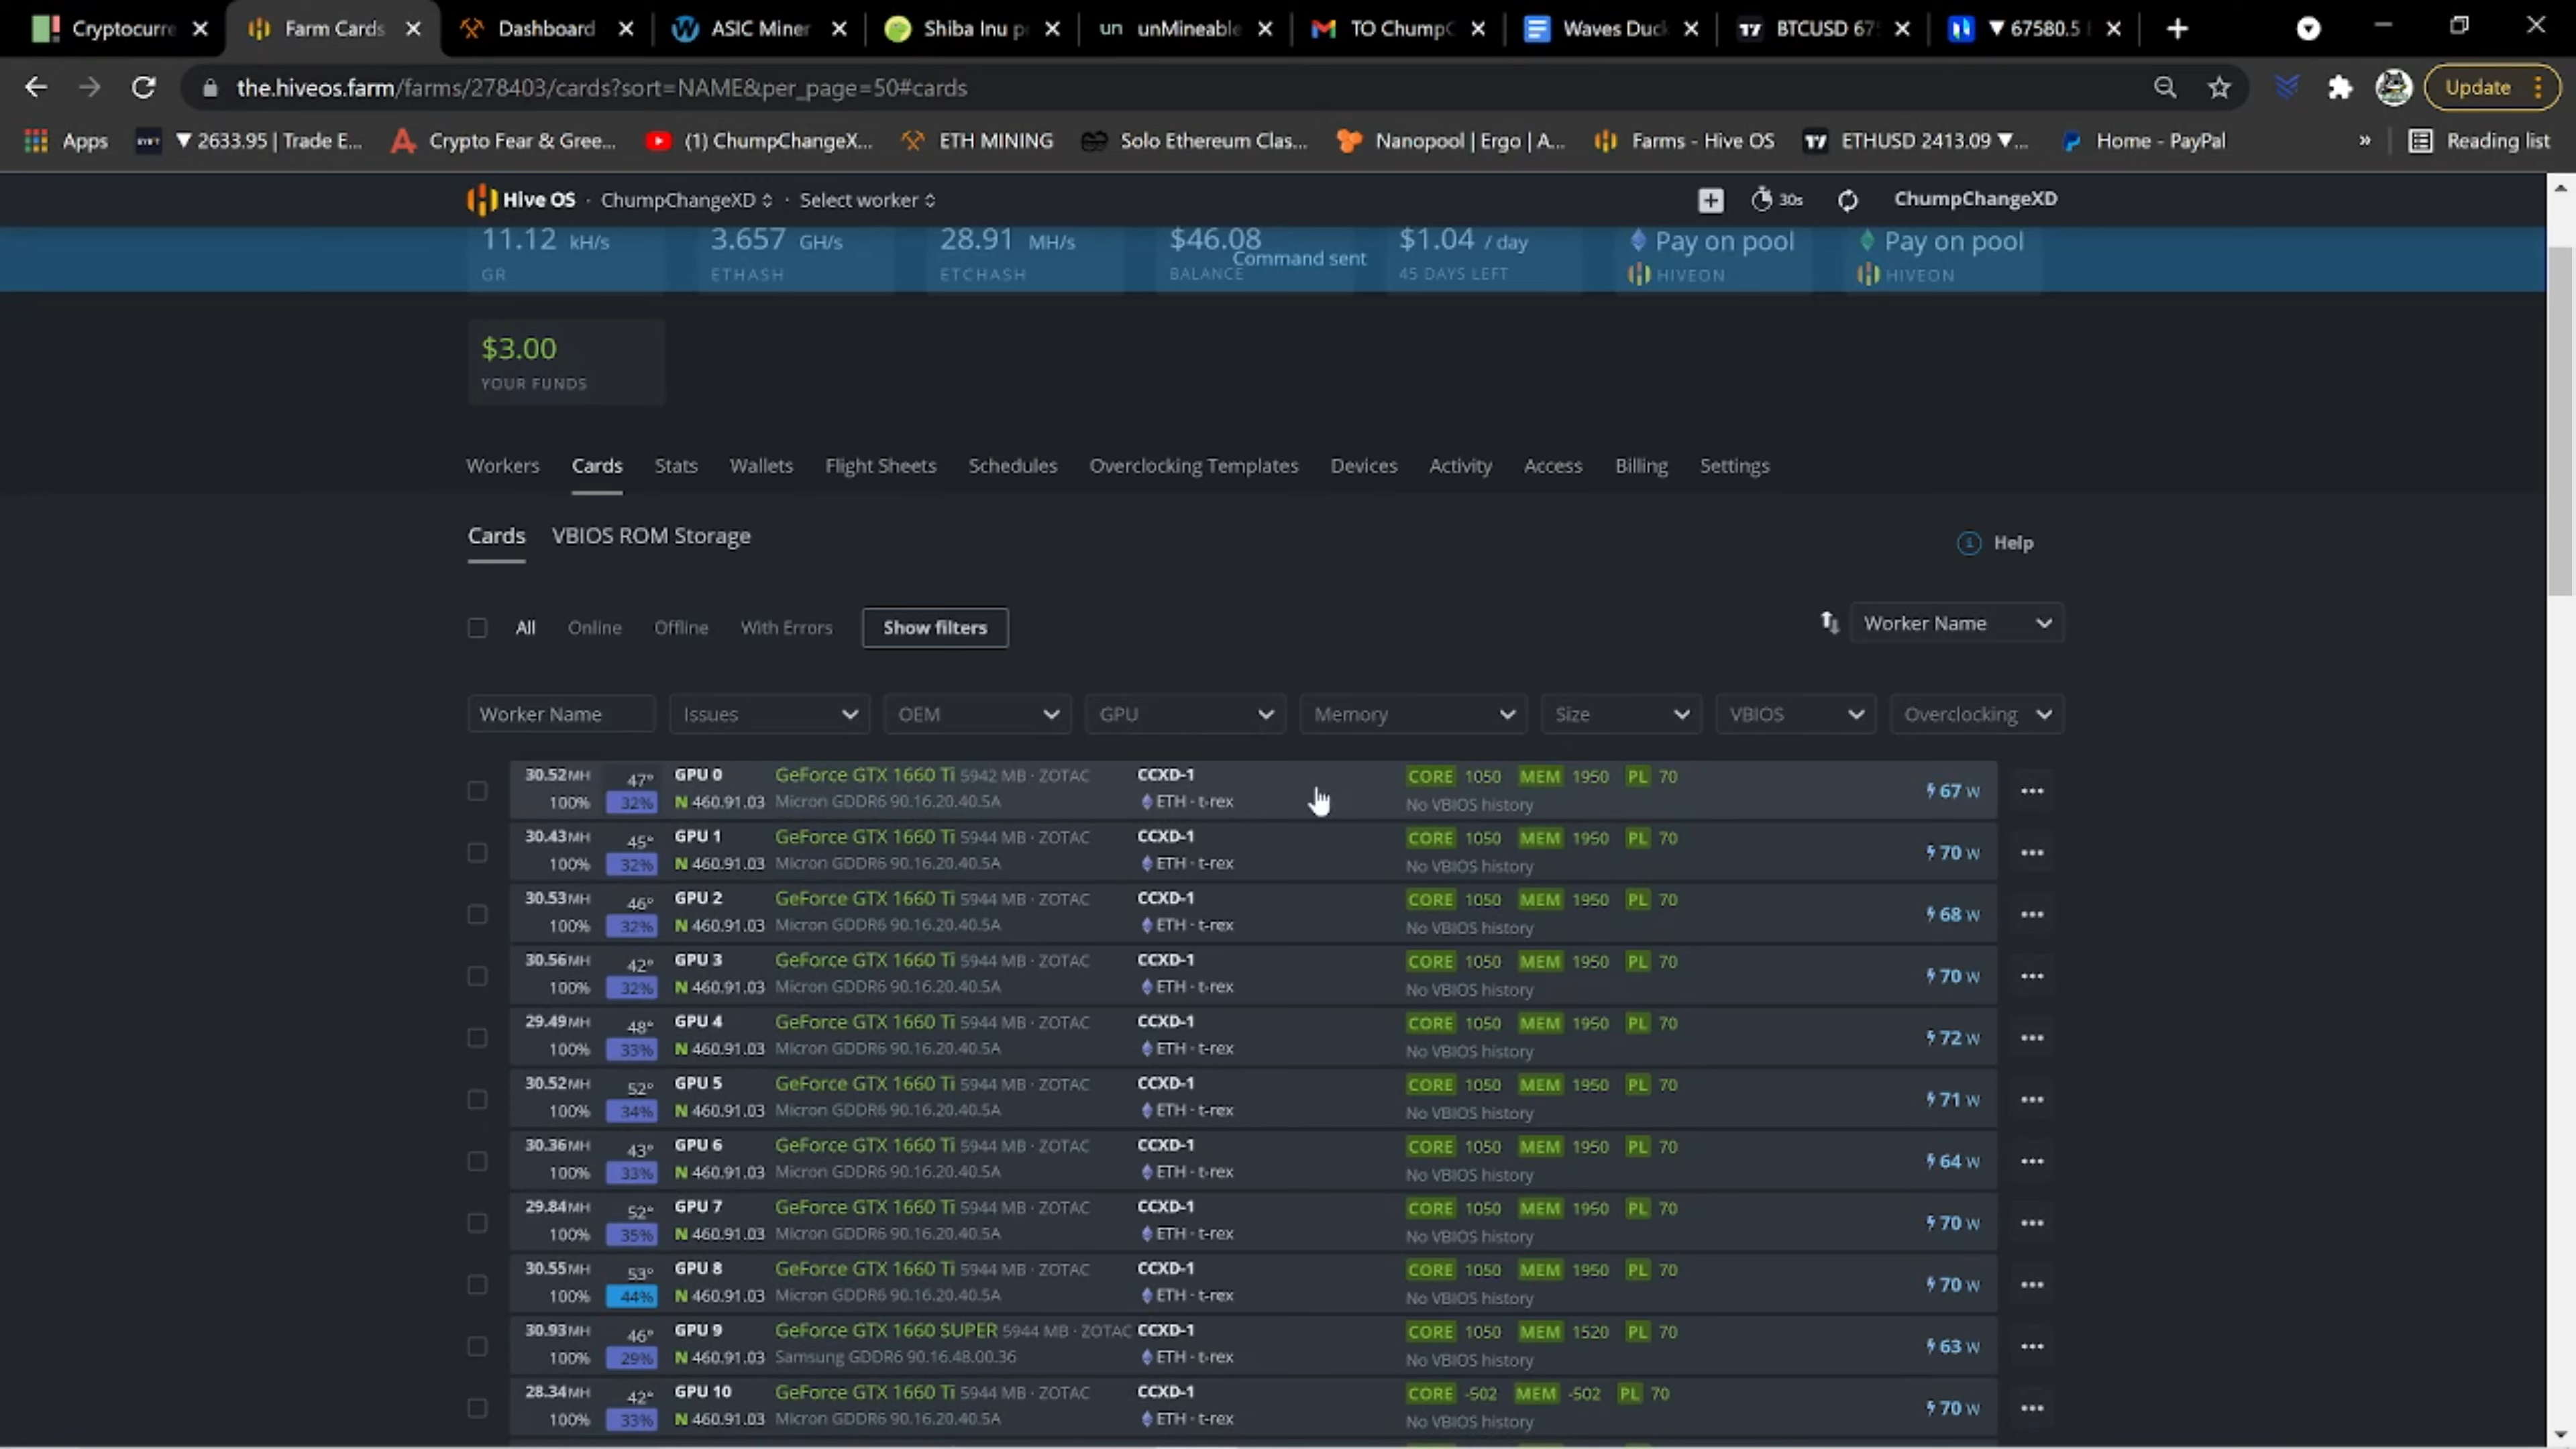 Cryptocurre
Farm Cards
Dashboard
ASIC Miner
Shiba Inu p
un unMineable
TO ChumpC
Waves Duck
BTCUSD 67
▼ 67580.5
the.hiveos.farm/farms/278403/cards?sort=NAME&per_page=50#cards
Update
Apps
▼ 2633.95 | Trade E...
Crypto Fear & Gree...
(1) ChumpChangeX...
ETH MINING
Solo Ethereum Clas...
Nanopool | Ergo | A...
Farms - Hive OS
ETHUSD 2413.09 ▼...
Home - PayPal
»
Reading list
Hive OS · ChumpChangeXD · Select worker
30s
ChumpChangeXD
11.12 kH/s
GR
3.657 GH/s
ETHASH
28.91 MH/s
ETCHASH
$46.08
BALANCE
Command sent
$1.04 / day
45 DAYS LEFT
Pay on pool
HIVEON
Pay on pool
HIVEON
$3.00
YOUR FUNDS
Workers Cards Stats Wallets Flight Sheets Schedules Overclocking Templates Devices Activity Access Billing Settings
Cards VBIOS ROM Storage
Help
All Online Offline With Errors Show filters
Worker Name
Worker Name Issues OEM GPU Memory Size VBIOS Overclocking
30.52MH 47° GPU 0 GeForce GTX 1660 Ti 5942 MB · ZOTAC CCXD-1 CORE 1050 MEM 1950 PL 70 67 W
100% 32% N 460.91.03 Micron GDDR6 90.16.20.40.5A ETH · t-rex No VBIOS history
30.43MH 45° GPU 1 GeForce GTX 1660 Ti 5944 MB · ZOTAC CCXD-1 CORE 1050 MEM 1950 PL 70 70 W
100% 32% N 460.91.03 Micron GDDR6 90.16.20.40.5A ETH · t-rex No VBIOS history
30.53MH 46° GPU 2 GeForce GTX 1660 Ti 5944 MB · ZOTAC CCXD-1 CORE 1050 MEM 1950 PL 70 68 W
100% 32% N 460.91.03 Micron GDDR6 90.16.20.40.5A ETH · t-rex No VBIOS history
30.56MH 42° GPU 3 GeForce GTX 1660 Ti 5944 MB · ZOTAC CCXD-1 CORE 1050 MEM 1950 PL 70 70 W
100% 32% N 460.91.03 Micron GDDR6 90.16.20.40.5A ETH · t-rex No VBIOS history
29.49MH 48° GPU 4 GeForce GTX 1660 Ti 5944 MB · ZOTAC CCXD-1 CORE 1050 MEM 1950 PL 70 72 W
100% 33% N 460.91.03 Micron GDDR6 90.16.20.40.5A ETH · t-rex No VBIOS history
30.52MH 52° GPU 5 GeForce GTX 1660 Ti 5944 MB · ZOTAC CCXD-1 CORE 1050 MEM 1950 PL 70 71 W
100% 34% N 460.91.03 Micron GDDR6 90.16.20.40.5A ETH · t-rex No VBIOS history
30.36MH 43° GPU 6 GeForce GTX 1660 Ti 5944 MB · ZOTAC CCXD-1 CORE 1050 MEM 1950 PL 70 64 W
100% 33% N 460.91.03 Micron GDDR6 90.16.20.40.5A ETH · t-rex No VBIOS history
29.84MH 52° GPU 7 GeForce GTX 1660 Ti 5944 MB · ZOTAC CCXD-1 CORE 1050 MEM 1950 PL 70 70 W
100% 35% N 460.91.03 Micron GDDR6 90.16.20.40.5A ETH · t-rex No VBIOS history
30.55MH 53° GPU 8 GeForce GTX 1660 Ti 5944 MB · ZOTAC CCXD-1 CORE 1050 MEM 1950 PL 70 70 W
100% 44% N 460.91.03 Micron GDDR6 90.16.20.40.5A ETH · t-rex No VBIOS history
30.93MH 46° GPU 9 GeForce GTX 1660 SUPER 5944 MB · ZOTAC CCXD-1 CORE 1050 MEM 1520 PL 70 63 W
100% 29% N 460.91.03 Samsung GDDR6 90.16.48.00.36 ETH · t-rex No VBIOS history
28.34MH 42° GPU 10 GeForce GTX 1660 Ti 5944 MB · ZOTAC CCXD-1 CORE -502 MEM -502 PL 70 70 W
100% 33% N 460.91.03 Micron GDDR6 90.16.20.40.5A ETH · t-rex No VBIOS history